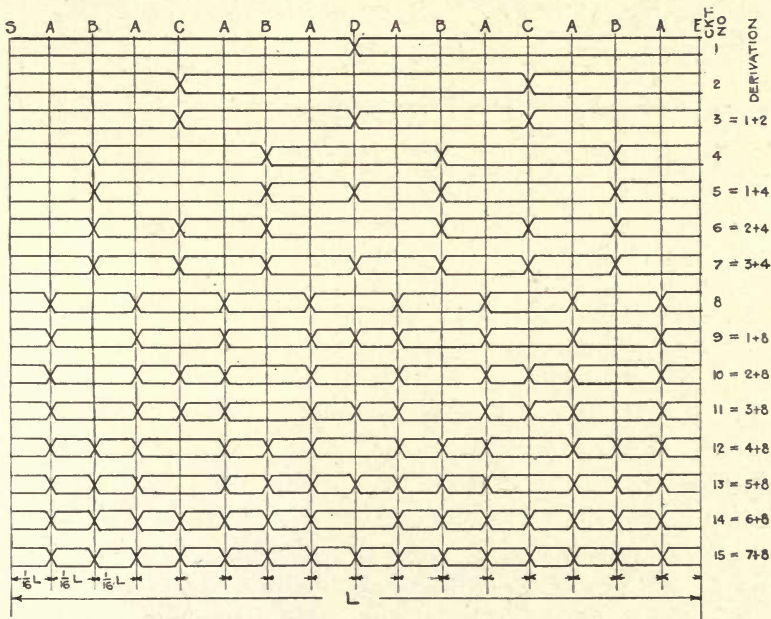 S A B A C A B A D A B A C A B A E
CKT. NO
DERIVATION
1
2
3 = 1+2
4
5 = 1+4
6 = 2+4
7 = 3+4
8
9 = 1+8
10 = 2+8
11 = 3+8
12 = 4+8
13 = 5+8
14 = 6+8
15 = 7+8
1/16 L 1/16 L 1/16 L
L